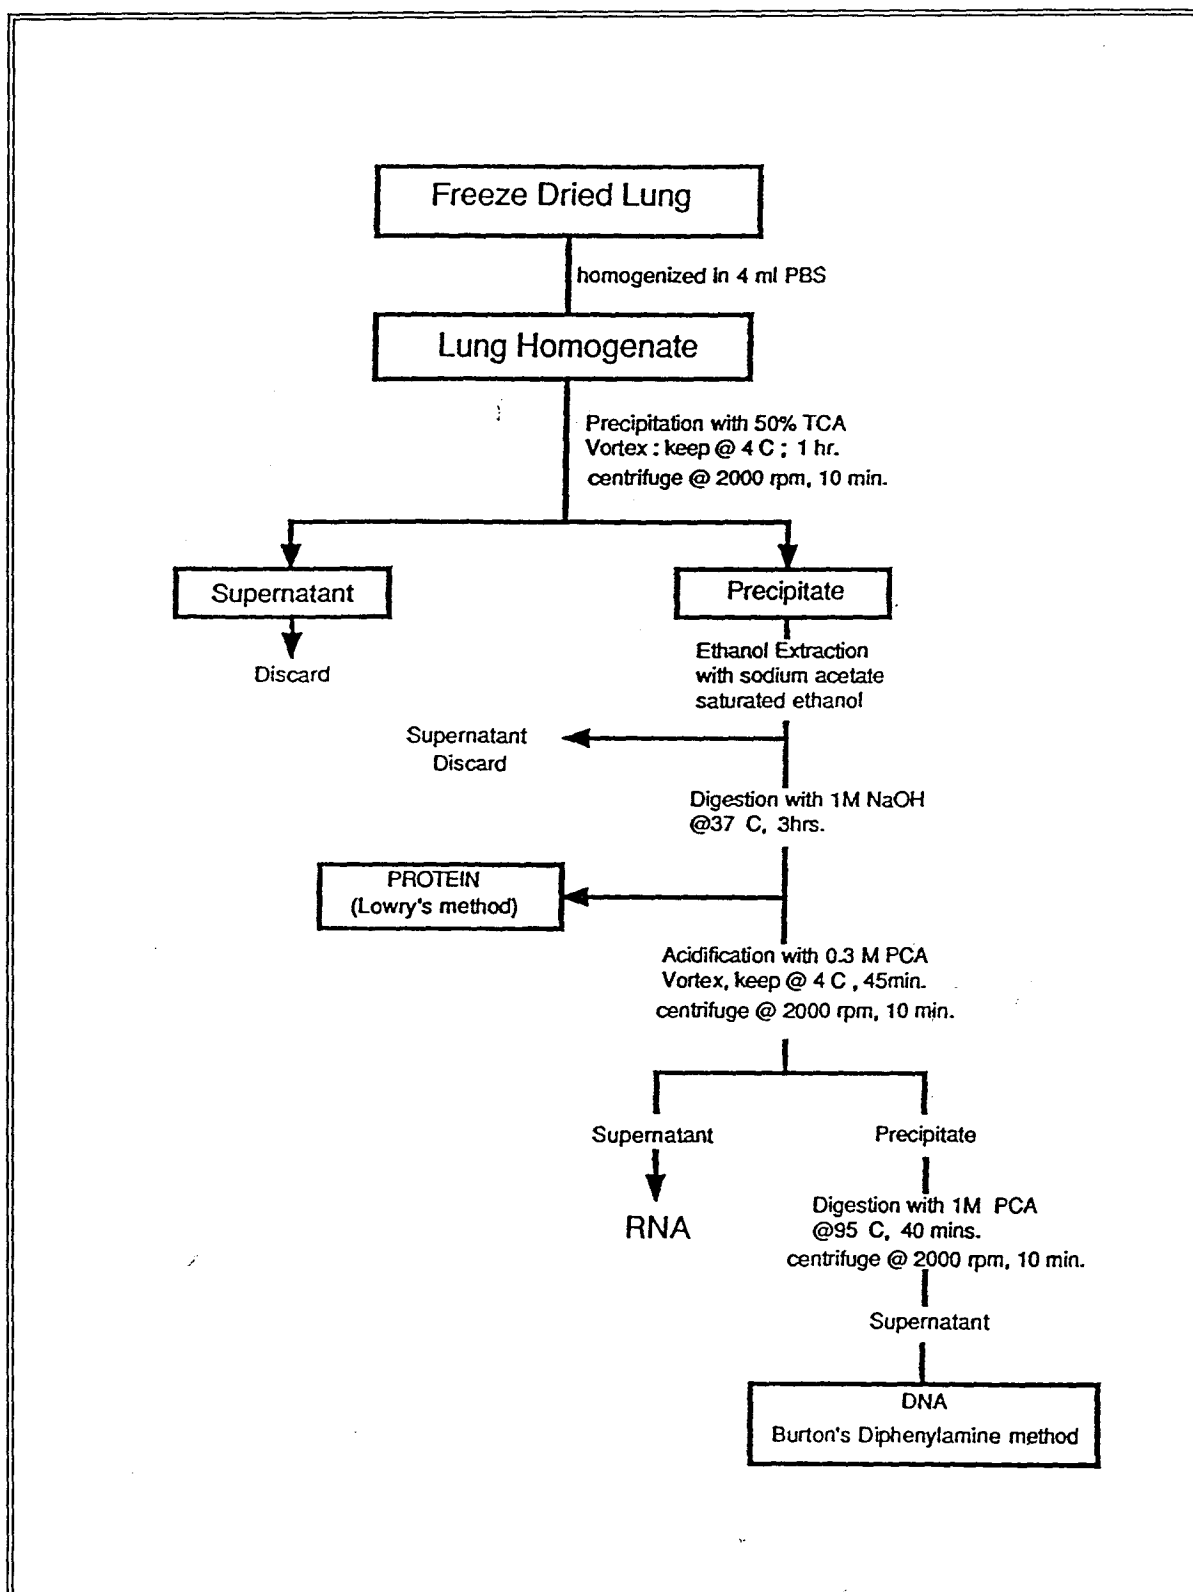 Freeze Dried Lung
homogenized in 4 ml PBS
Lung Homogenate
Precipitation with 50% TCA
Vortex : keep @ 4 C ; 1 hr.
centrifuge @ 2000 rpm, 10 min.
Supernatant
Discard
Precipitate
Ethanol Extraction
with sodium acetate
saturated ethanol
Supernatant
Discard
Digestion with 1M NaOH
@37 C, 3hrs.
PROTEIN
(Lowry's method)
Acidification with 0.3 M PCA
Vortex, keep @ 4 C , 45min.
centrifuge @ 2000 rpm, 10 min.
Supernatant
RNA
Precipitate
Digestion with 1M PCA
@95 C, 40 mins.
centrifuge @ 2000 rpm, 10 min.
Supernatant
DNA
Burton's Diphenylamine method